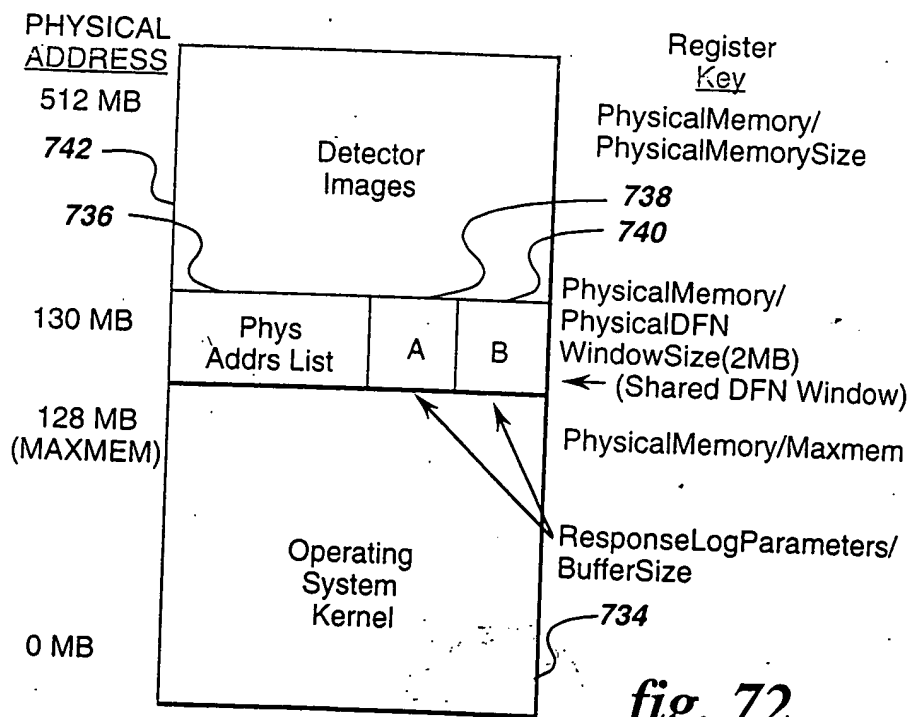 PHYSICAL
ADDRESS
512 MB
742
736
130 MB
128 MB
(MAXMEM)
0 MB
Detector
Images
Phys
Addrs List
A
B
Operating
System
Kernel
Register
Key
PhysicalMemory/
PhysicalMemorySize
738
740
PhysicalMemory/
PhysicalDFN
WindowSize(2MB)
(Shared DFN Window)
PhysicalMemory/Maxmem
ResponseLogParameters/
BufferSize
734
fig. 72